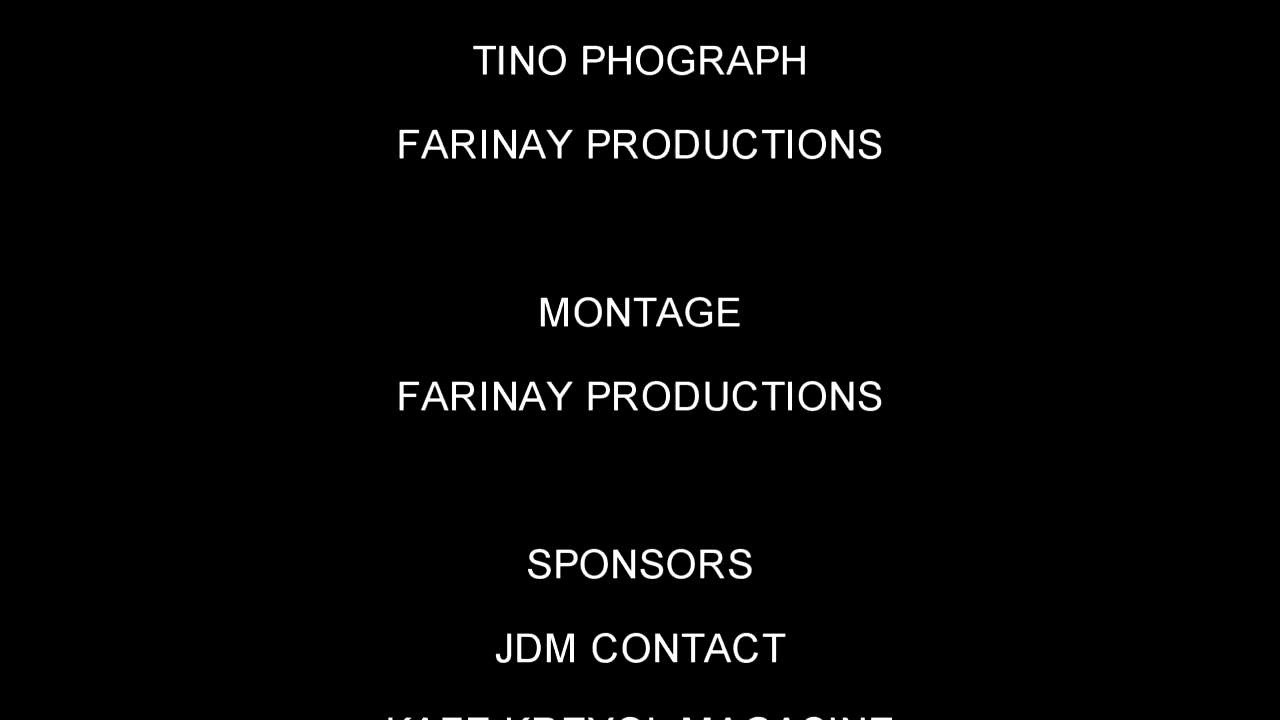 TINO PHOGRAPH
FARINAY PRODUCTIONS
MONTAGE
FARINAY PRODUCTIONS
SPONSORS
JDM CONTACT